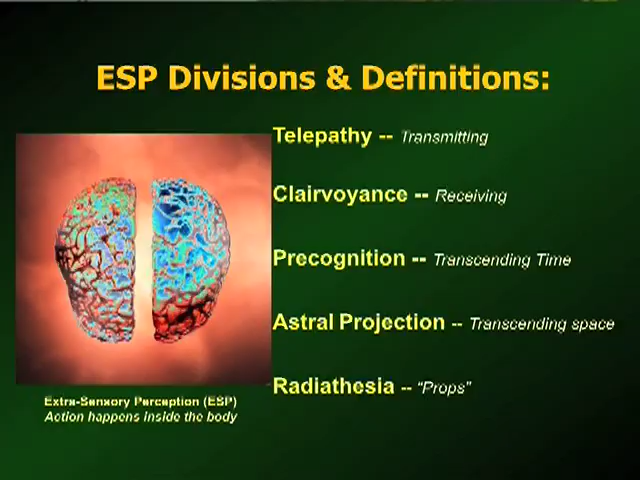 ESP Divisions & Definitions:
Telepathy -- Transmitting
Clairvoyance -- Receiving
Precognition -- Transcending Time
Astral Projection -- Transcending space
Radiathesia -- “Props”
Extra-Sensory Perception (ESP)
Action happens inside the body